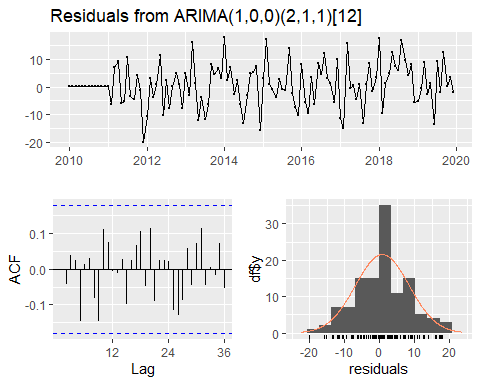 Residuals from ARIMA(1,0,0)(2,1,1)[12]
10
0
-10
-20
2010 2012 2014 2016 2018 2020
ACF
0.1
0.0
-0.1
12 24 36
Lag
df$y
30
20
10
0
-20 -10 0 10 20
residuals